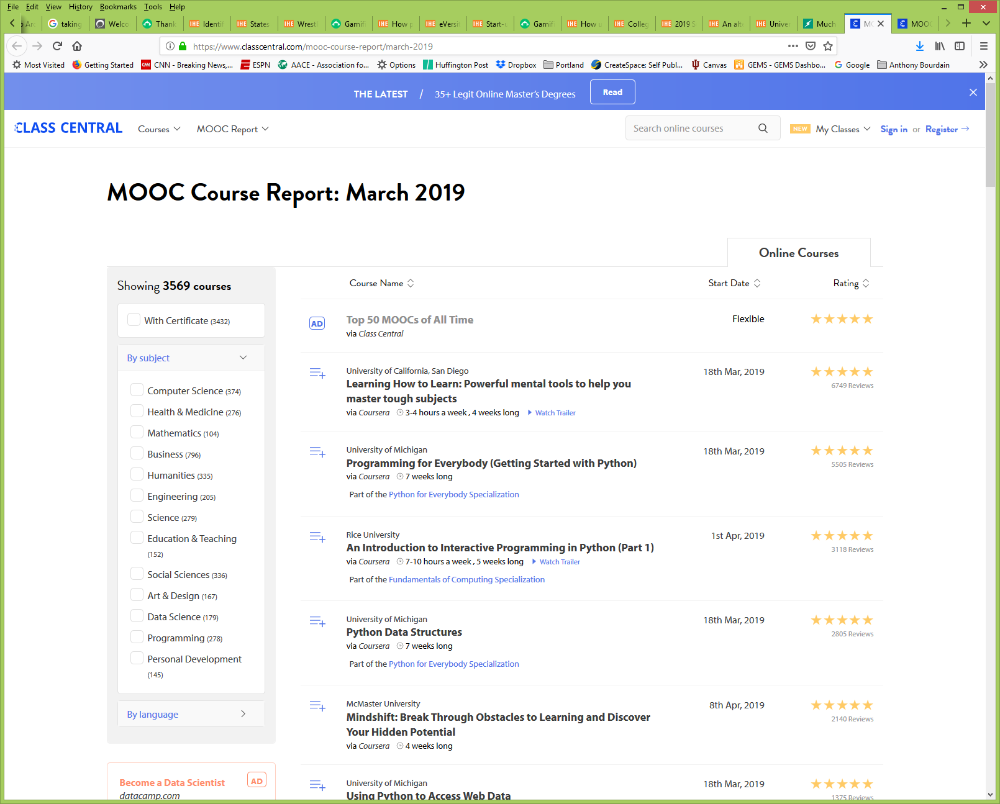 File Edit View History Bookmarks Tools Help
taking Welco Thank Identif States Wrestl Gamifi How p eVersit Start-u Gamifi How u Colleg 2019 S An alte Univer Much MOOC
https://www.classcentral.com/mooc-course-report/march-2019
Most Visited Getting Started CNN - Breaking News,... ESPN AACE - Association fo... Options Huffington Post Dropbox Portland CreateSpace: Self Publ... Canvas GEMS - GEMS Dashbo... Google Anthony Bourdain
THE LATEST / 35+ Legit Online Master's Degrees Read
CLASS CENTRAL Courses MOOC Report Search online courses NEW My Classes Sign in or Register
MOOC Course Report: March 2019
Online Courses
Showing 3569 courses
With Certificate (3432)
By subject
Computer Science (374)
Health & Medicine (276)
Mathematics (104)
Business (796)
Humanities (335)
Engineering (205)
Science (279)
Education & Teaching
(152)
Social Sciences (336)
Art & Design (167)
Data Science (179)
Programming (278)
Personal Development
(145)
By language
Become a Data Scientist AD
datacamp.com
Course Name Start Date Rating
AD Top 50 MOOCs of All Time Flexible
via Class Central
University of California, San Diego 18th Mar, 2019
Learning How to Learn: Powerful mental tools to help you 6749 Reviews
master tough subjects
via Coursera 3-4 hours a week , 4 weeks long Watch Trailer
University of Michigan 18th Mar, 2019
Programming for Everybody (Getting Started with Python) 5505 Reviews
via Coursera 7 weeks long
Part of the Python for Everybody Specialization
Rice University 1st Apr, 2019
An Introduction to Interactive Programming in Python (Part 1) 3118 Reviews
via Coursera 7-10 hours a week , 5 weeks long Watch Trailer
Part of the Fundamentals of Computing Specialization
University of Michigan 18th Mar, 2019
Python Data Structures 2805 Reviews
via Coursera 7 weeks long
Part of the Python for Everybody Specialization
McMaster University 8th Apr, 2019
Mindshift: Break Through Obstacles to Learning and Discover 2140 Reviews
Your Hidden Potential
via Coursera 4 weeks long
University of Michigan 18th Mar, 2019
Using Python to Access Web Data 1375 Reviews